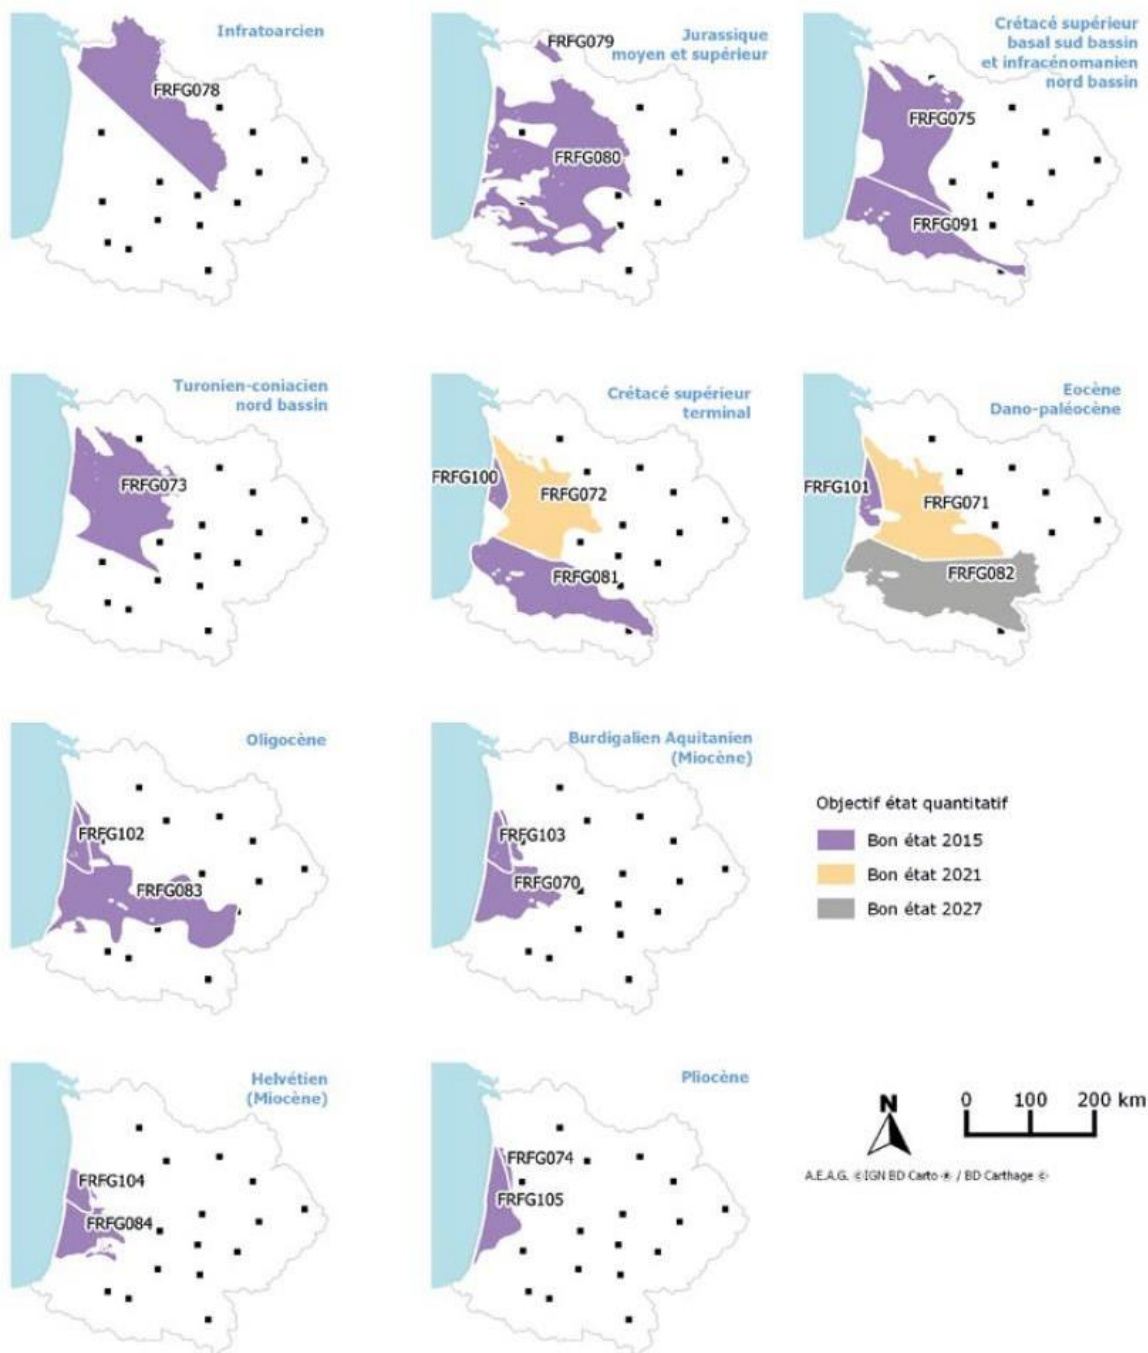 Infratoarcien
FRFG078
Jurassique
moyen et supérieur
FRFG079
FRFG080
Crétacé supérieur
basal sud bassin
et infracénomanien
nord bassin
FRFG075
FRFG091
Turonien-coniacien
nord bassin
FRFG073
Crétacé supérieur
terminal
FRFG100
FRFG072
FRFG081
Eocène
Dano-paléocène
FRFG101
FRFG071
FRFG082
Oligocène
FRFG102
FRFG083
Burdigalien Aquitanien
(Miocène)
FRFG103
FRFG070
Objectif état quantitatif
Bon état 2015
Bon état 2021
Bon état 2027
Helvétien
(Miocène)
FRFG104
FRFG084
Pliocène
FRFG074
FRFG105
N
0 100 200 km
A.E.A.G. ©IGN BD Carto ® / BD Carthage ©